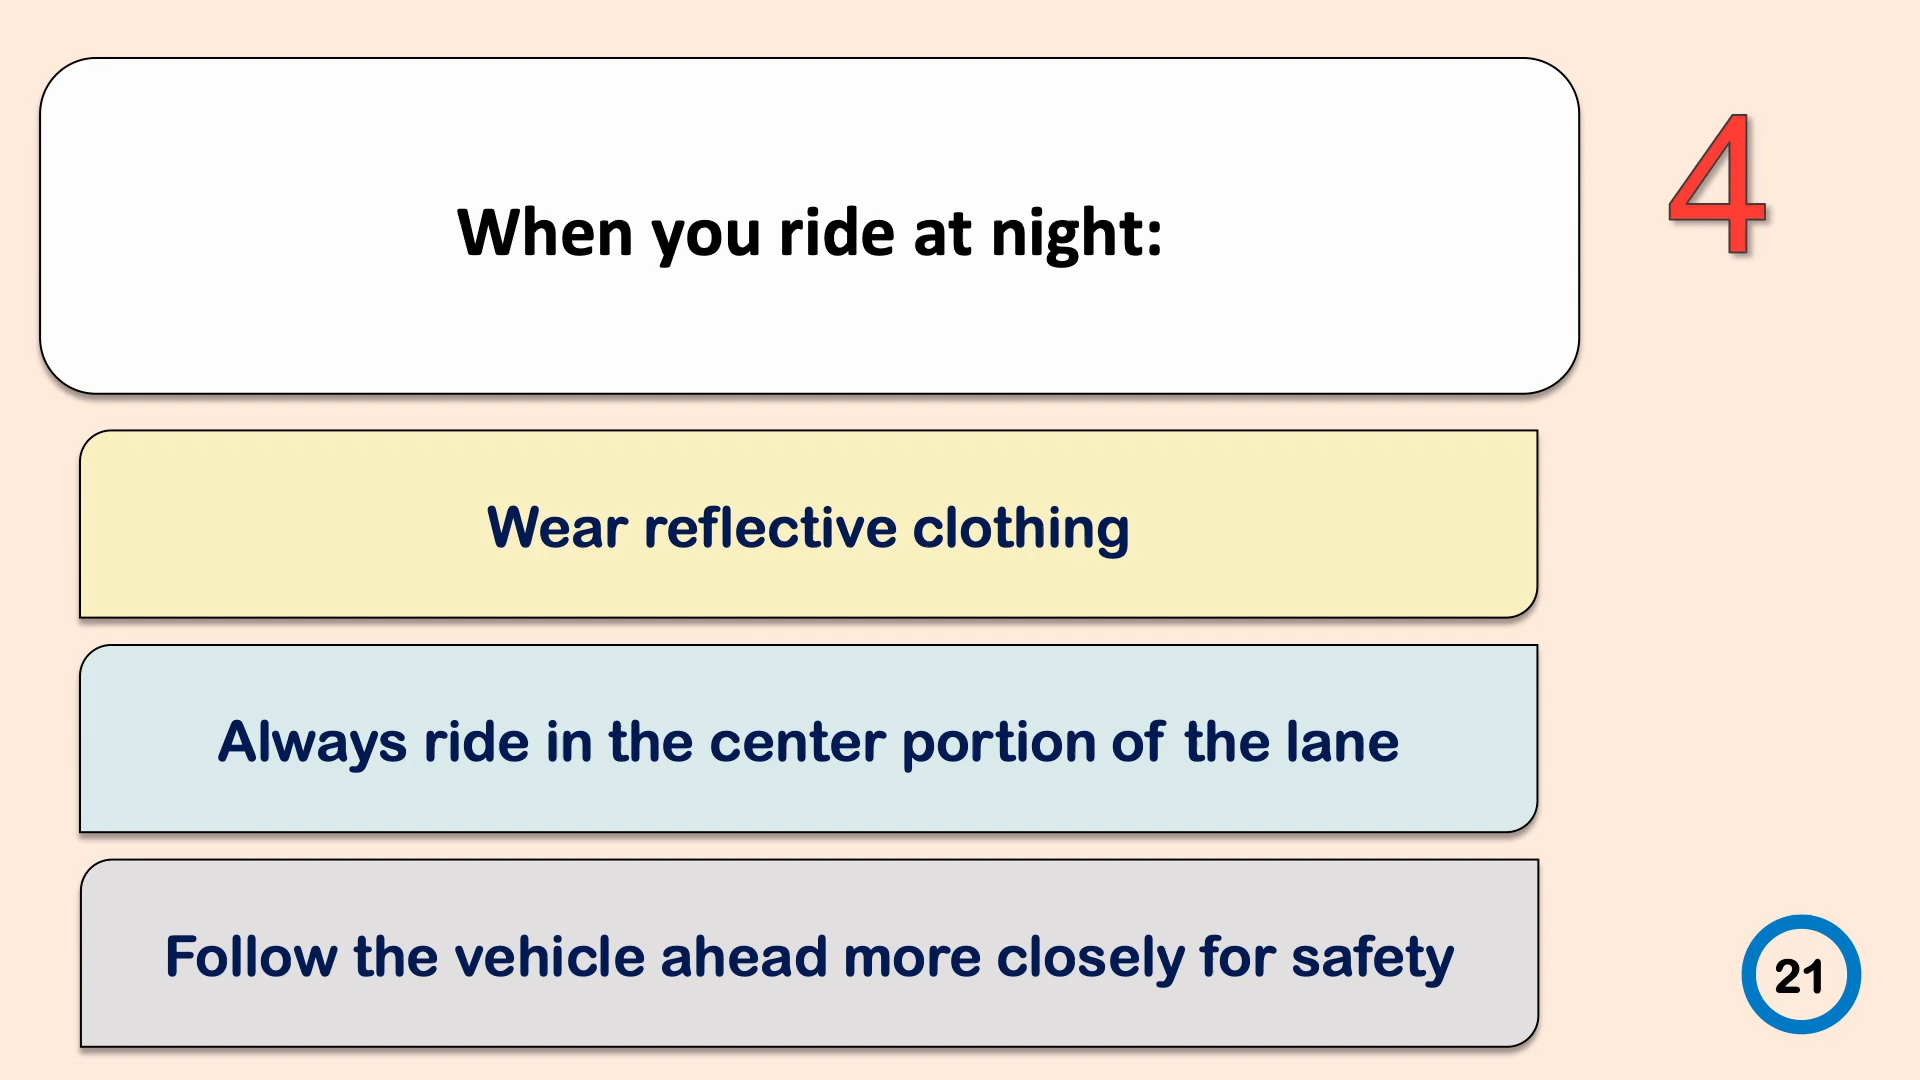 When you ride at night:
4
Wear reflective clothing
Always ride in the center portion of the lane
Follow the vehicle ahead more closely for safety
21